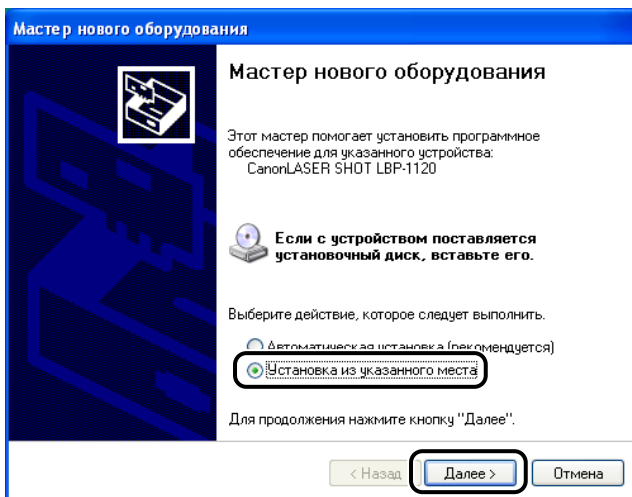 Мастер нового оборудования
Мастер нового оборудования
Этот мастер помогает установить программное
обеспечение для указанного устройства:
CanonLASER SHOT LBP-1120
Если с устройством поставляется
установочный диск, вставьте его.
Выберите действие, которое следует выполнить.
Автоматическая установка (рекомендуется)
Установка из указанного места
Для продолжения нажмите кнопку "Далее".
< Назад Далее > Отмена